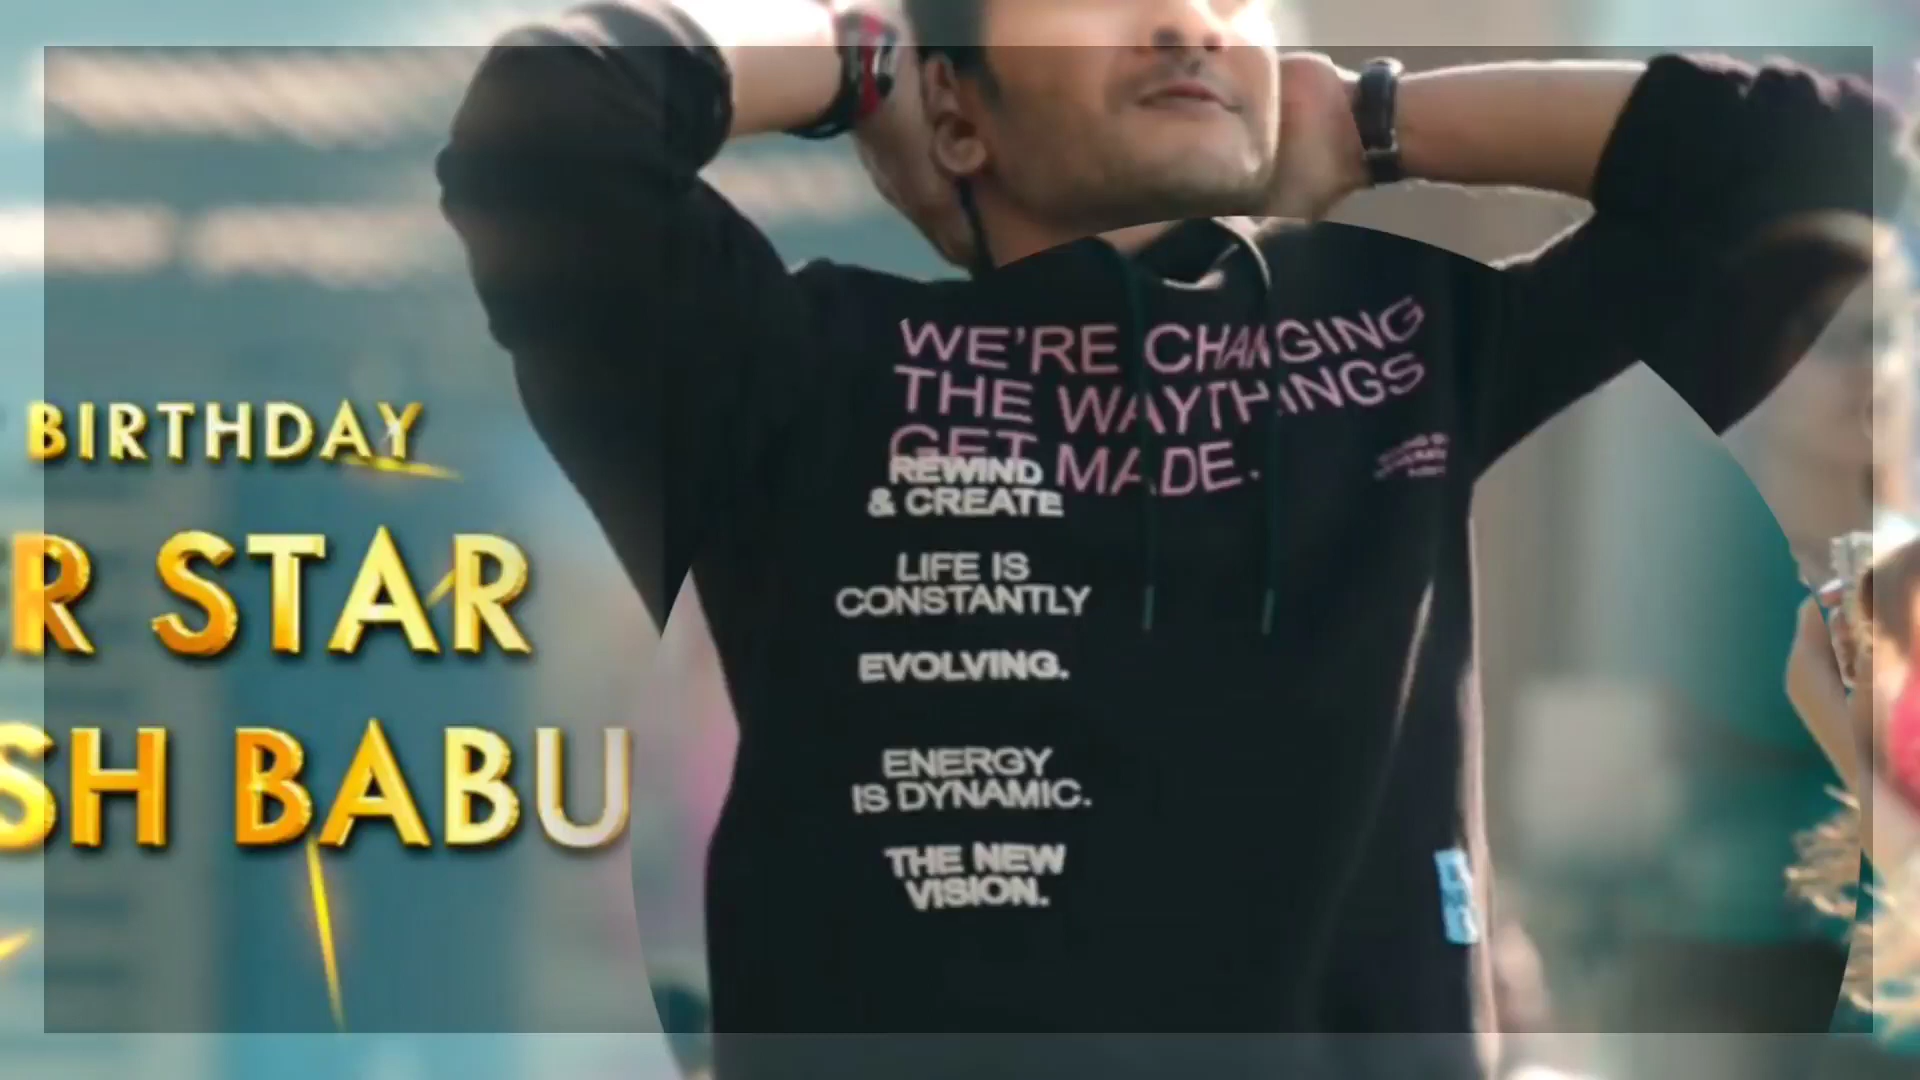 BIRTHDAY
R STAR
SH BABU
WE'RE CHANGING
THE WAYTHINGS
GET MADE.
REWIND
& CREATE
LIFE IS
CONSTANTLY
EVOLVING.
ENERGY
IS DYNAMIC.
THE NEW
VISION.